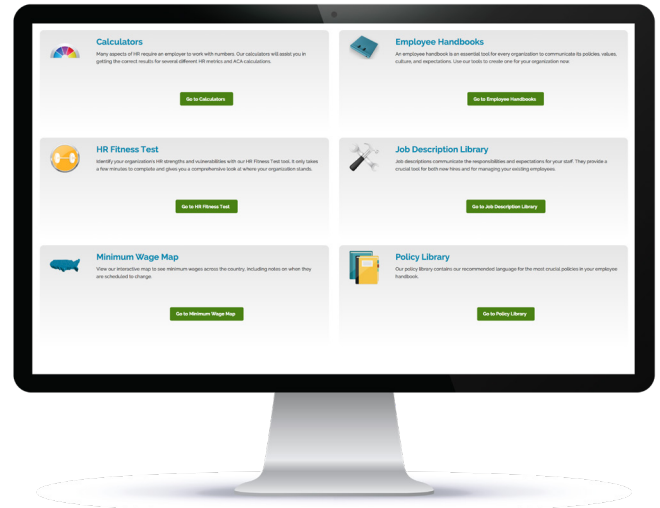 Calculators
Many aspects of HR require an employer to work with numbers. Our calculators will assist you in
getting the correct results for several different HR metrics and ACA calculations.
Go to Calculators
Employee Handbooks
An employee handbook is an essential tool for every organization to communicate its policies, values,
culture, and expectations. Use our tools to create one for your organization now.
Go to Employee Handbooks
HR Fitness Test
Identify your organization's HR strengths and vulnerabilities with our HR Fitness Test tool. It only takes
a few minutes to complete and gives you a comprehensive look at where your organization stands.
Go to HR Fitness Test
Job Description Library
Job descriptions communicate the responsibilities and expectations for your staff. They provide a
crucial tool for both new hires and for managing your existing employees.
Go to Job Description Library
Minimum Wage Map
View our interactive map to see minimum wages across the country, including notes on when they
are scheduled to change.
Go to Minimum Wage Map
Policy Library
Our policy library contains our recommended language for the most crucial policies in your employee
handbook.
Go to Policy Library